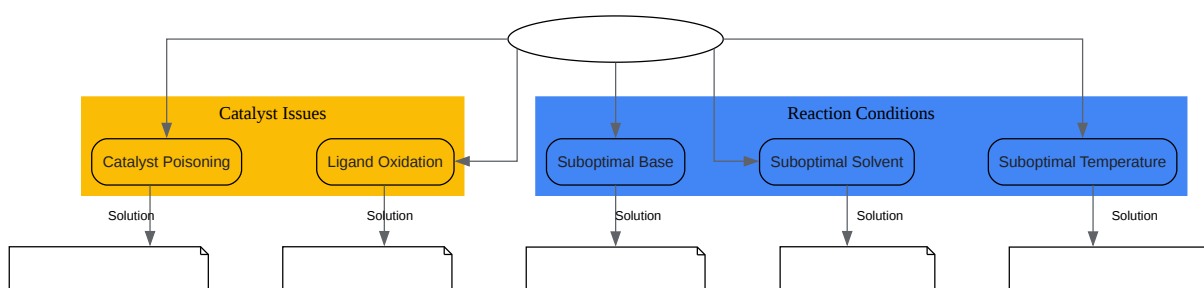 Catalyst Issues
Reaction Conditions
Catalyst Poisoning
Ligand Oxidation
Suboptimal Base
Suboptimal Solvent
Suboptimal Temperature
Solution
Solution
Solution
Solution
Solution